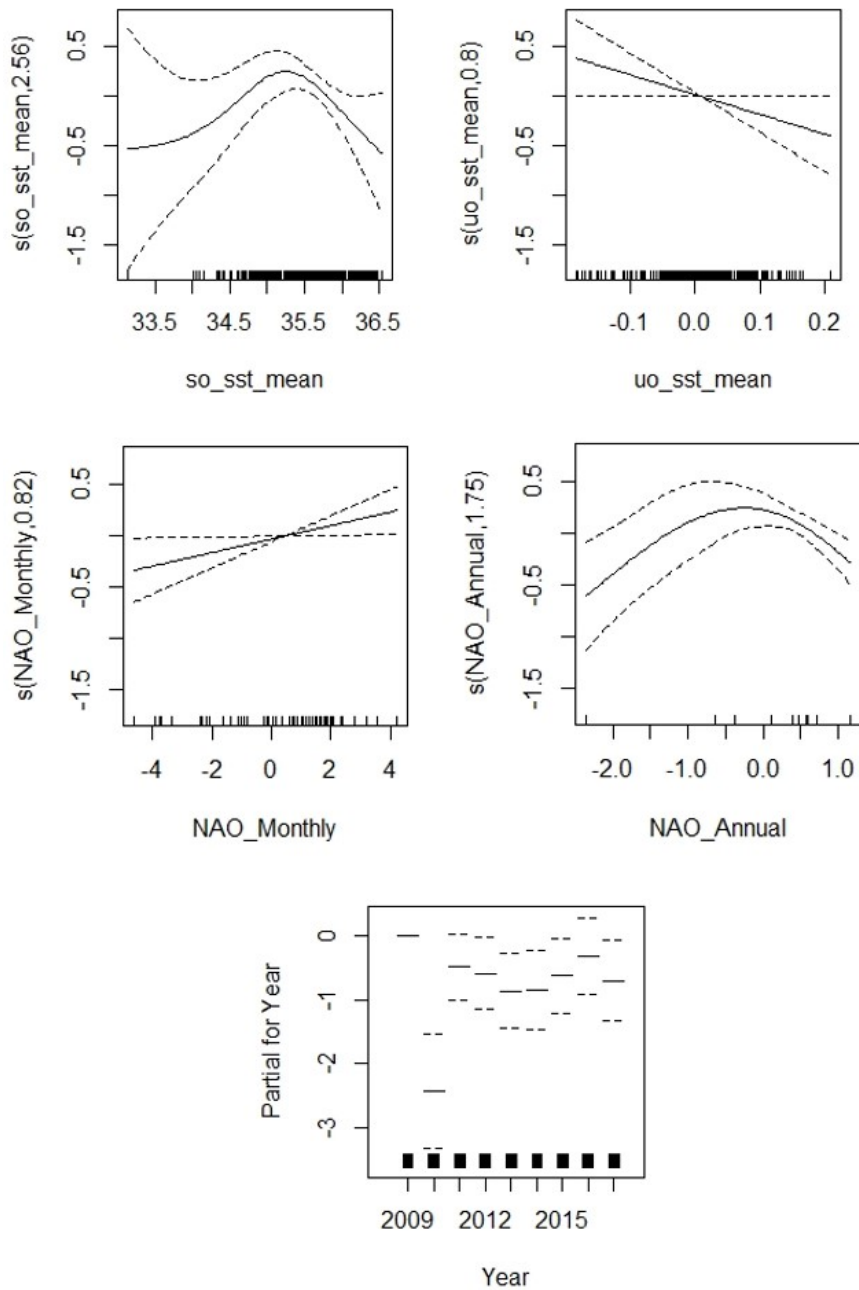 s(so_sst_mean,2.56)
0.5
-0.5
-1.5
33.5 34.5 35.5 36.5
so_sst_mean
s(uo_sst_mean,0.8)
0.5
-0.5
-1.5
-0.1 0.0 0.1 0.2
uo_sst_mean
s(NAO_Monthly,0.82)
0.5
-0.5
-1.5
-4 -2 0 2 4
NAO_Monthly
s(NAO_Annual,1.75)
0.5
-0.5
-1.5
-2.0 -1.0 0.0 1.0
NAO_Annual
Partial for Year
0
-1
-2
-3
2009 2012 2015
Year